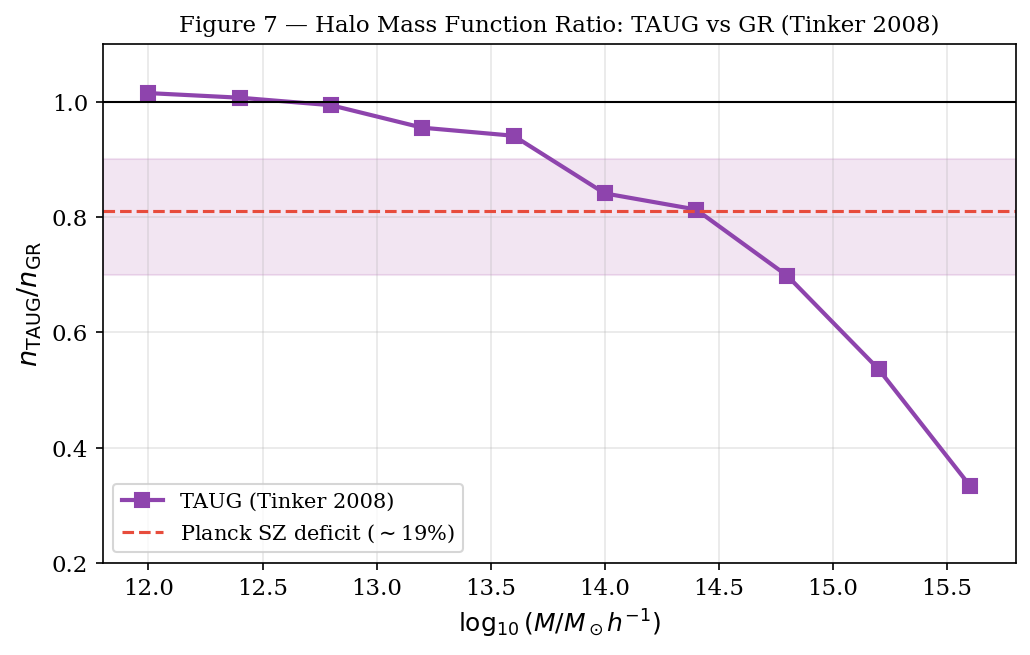 Figure 7 — Halo Mass Function Ratio: TAUG vs GR (Tinker 2008)
n_TAUG/n_GR
1.0
0.8
0.6
0.4
0.2
TAUG (Tinker 2008)
Planck SZ deficit (∼19%)
12.0 12.5 13.0 13.5 14.0 14.5 15.0 15.5
log₁₀(M/M⊙h⁻¹)